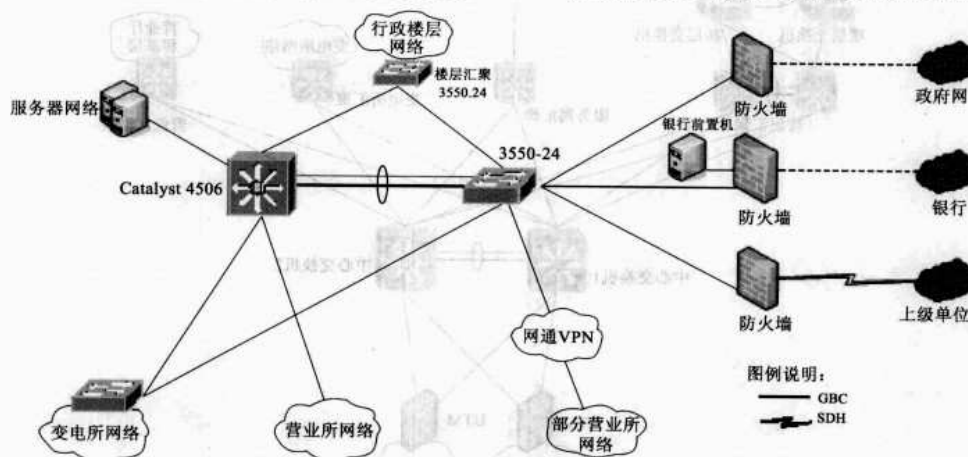 行政楼层
网络
楼层汇聚
3550.24
服务器网络
Catalyst 4506
3550-24
银行前置机
防火墙
政府网
防火墙
银行
防火墙
上级单位
网通VPN
变电所网络
营业所网络
部分营业所
网络
图例说明：
GBC
SDH